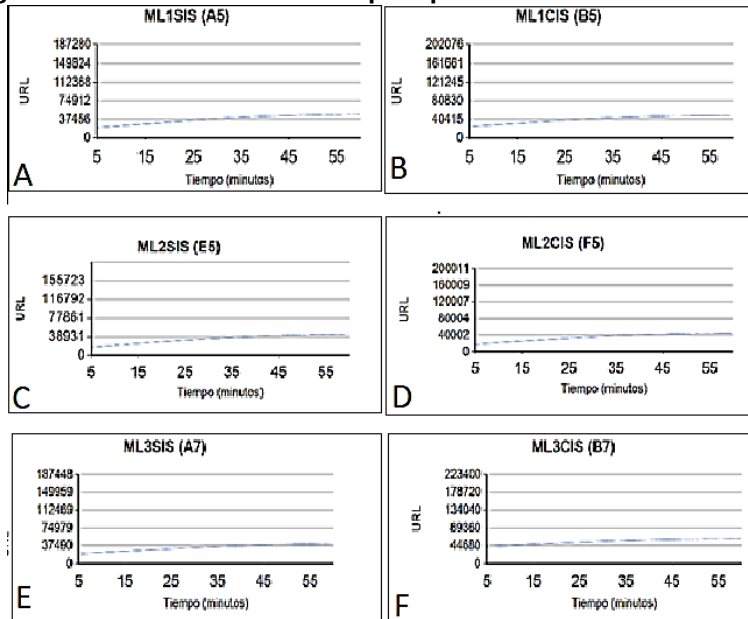 ML1SIS (A5)
187280
149824
112368
74912
37456
0
URL
5 15 25 35 45 55
Tiempo (minutos)
A
ML1CIS (B5)
202076
161661
121245
80830
40415
0
URL
5 15 25 35 45 55
Tiempo (minutos)
B
ML2SIS (E5)
155723
116792
77861
38931
0
URL
5 15 25 35 45 55
Tiempo (minutos)
C
ML2CIS (F5)
200011
160009
120007
80004
40002
0
URL
5 15 25 35 45 55
Tiempo (minutos)
D
ML3SIS (A7)
187448
149959
112469
74979
37490
0
5 15 25 35 45 55
Tiempo (minutos)
E
ML3CIS (B7)
223400
178720
134040
89360
44680
0
URL
5 15 25 35 45 55
Tiempo (minutos)
F